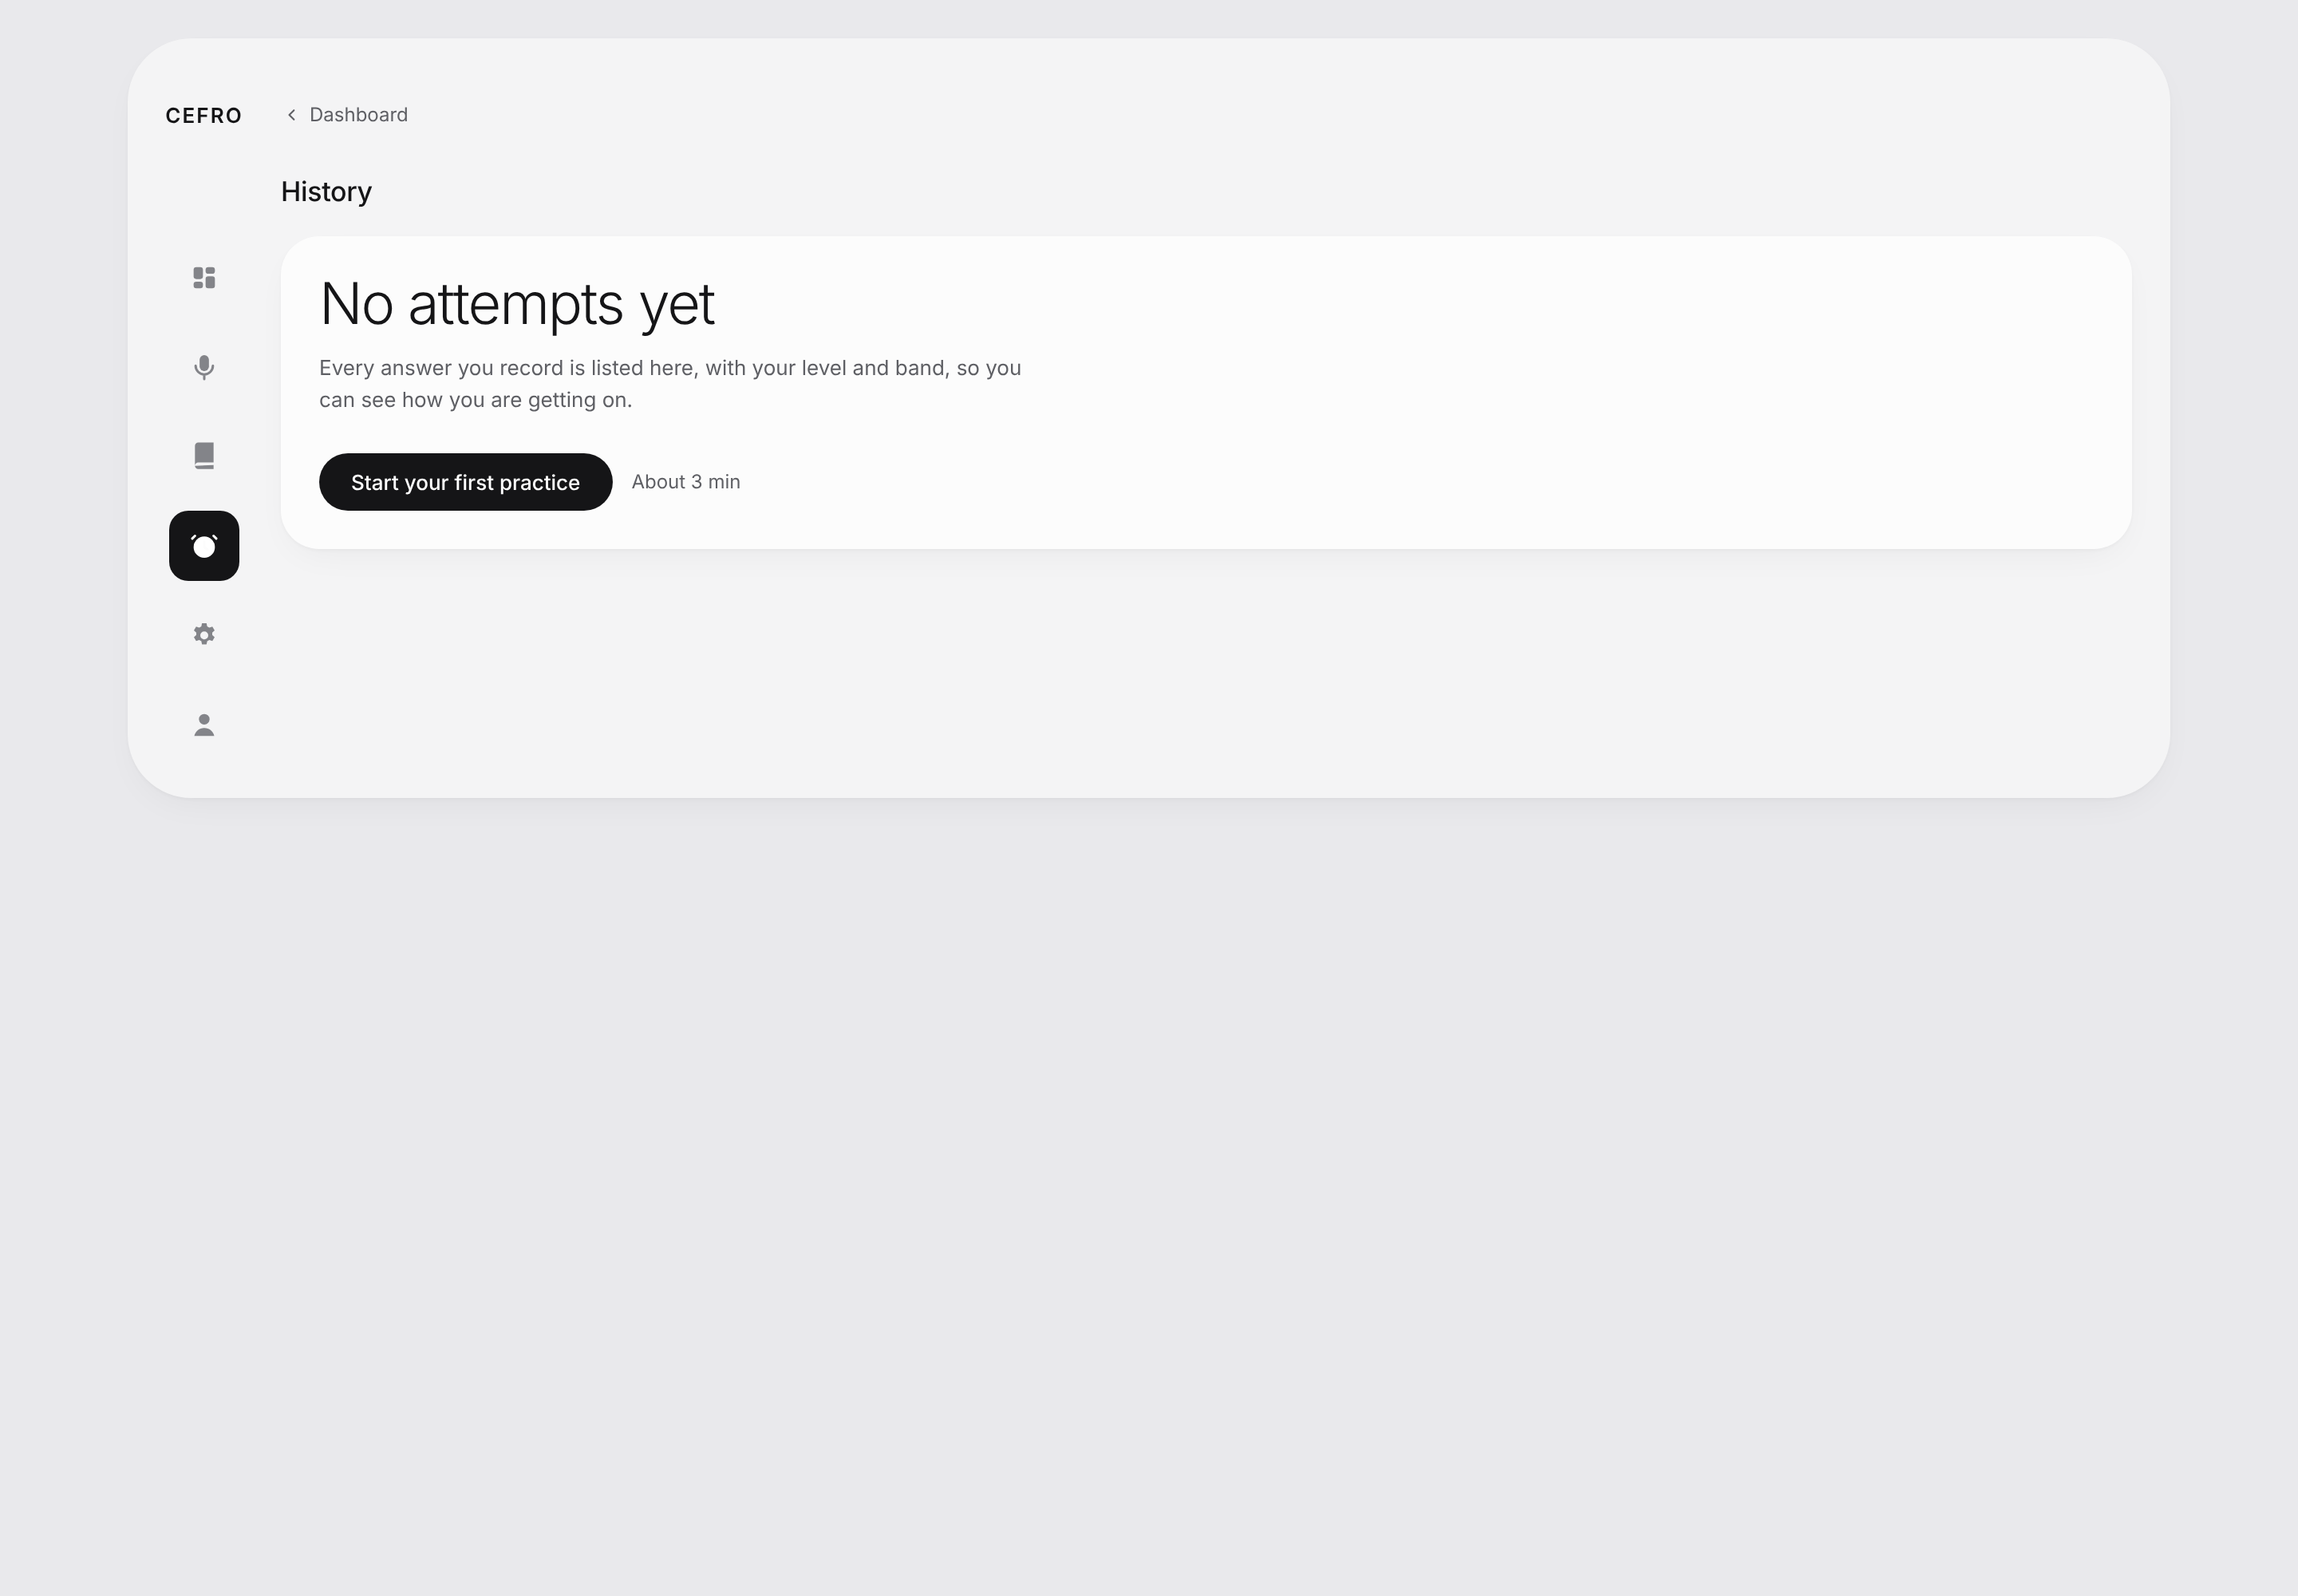 CEFRO
Dashboard
History
No attempts yet
Every answer you record is listed here, with your level and band, so you
can see how you are getting on.
Start your first practice
About 3 min